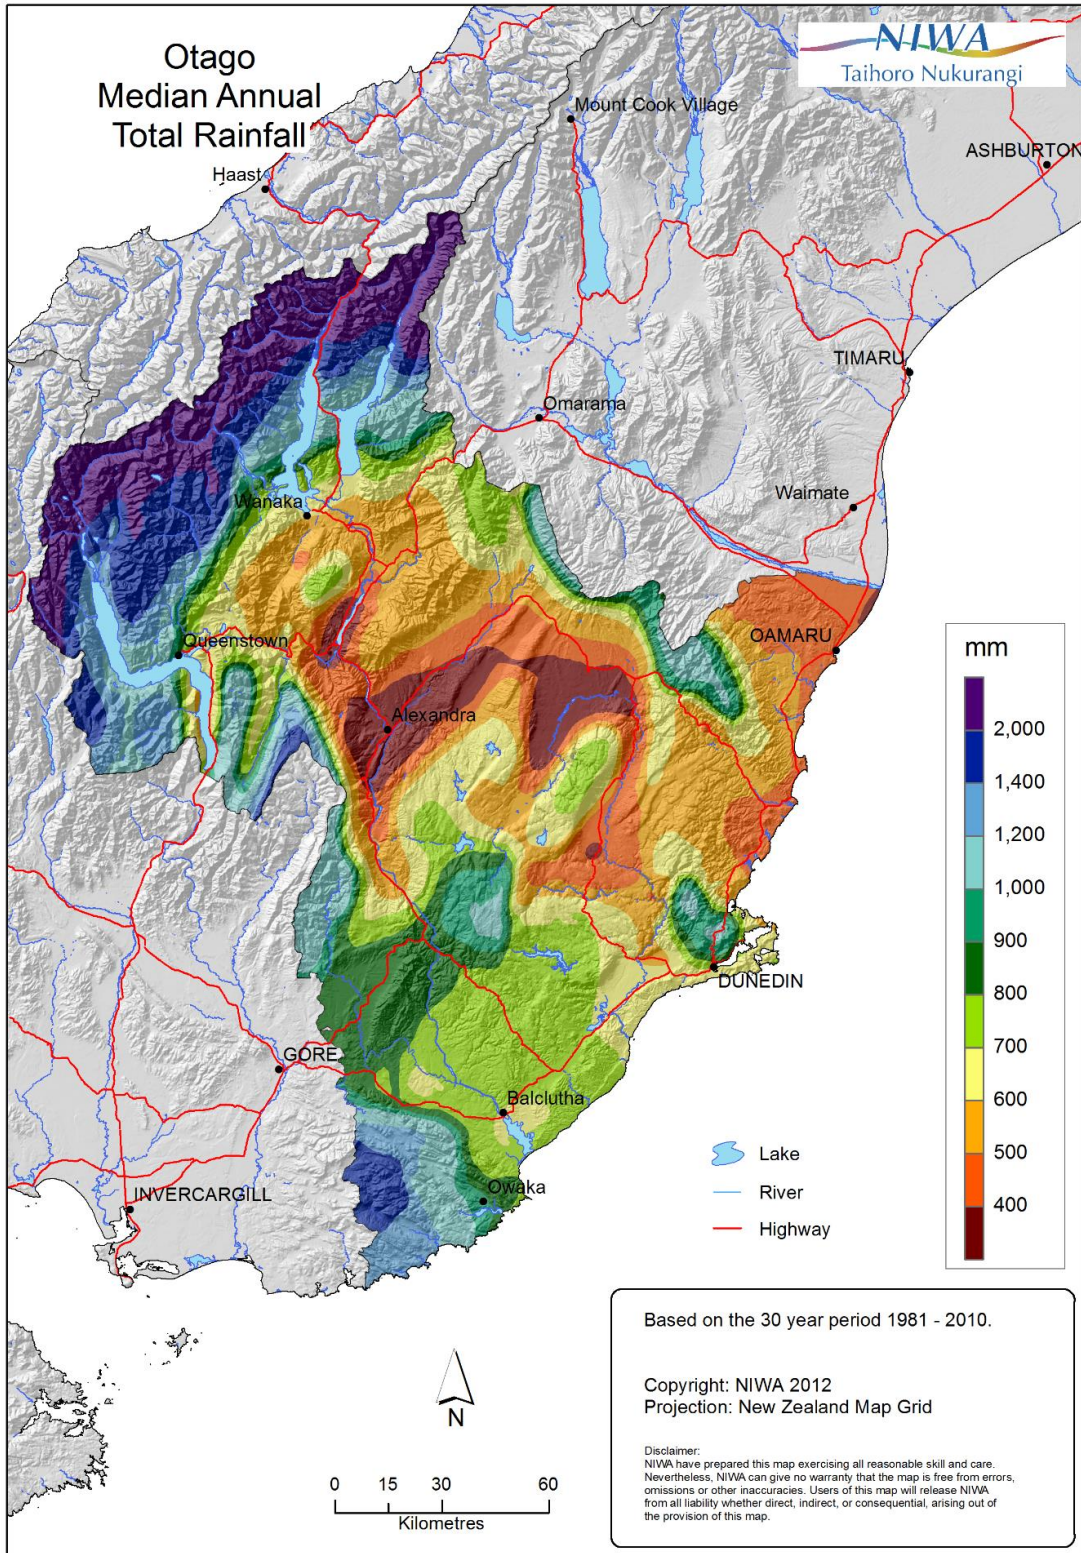 Otago
Median Annual
Total Rainfall
NIWA
Taihoro Nukurangi
Mount Cook Village
ASHBURTON
Haast
TIMARU
Omarama
Waimate
Wanaka
OAMARU
Queenstown
Alexandra
DUNEDIN
GORE
Balclutha
Owaka
INVERCARGILL
mm
2,000
1,400
1,200
1,000
900
800
700
600
500
400
Lake
River
Highway
Based on the 30 year period 1981 - 2010.
Copyright: NIWA 2012
Projection: New Zealand Map Grid
Disclaimer:
NIWA have prepared this map exercising all reasonable skill and care.
Nevertheless, NIWA can give no warranty that the map is free from errors,
omissions or other inaccuracies. Users of this map will release NIWA
from all liability whether direct, indirect, or consequential, arising out of
the provision of this map.
N
0 15 30 60
Kilometres